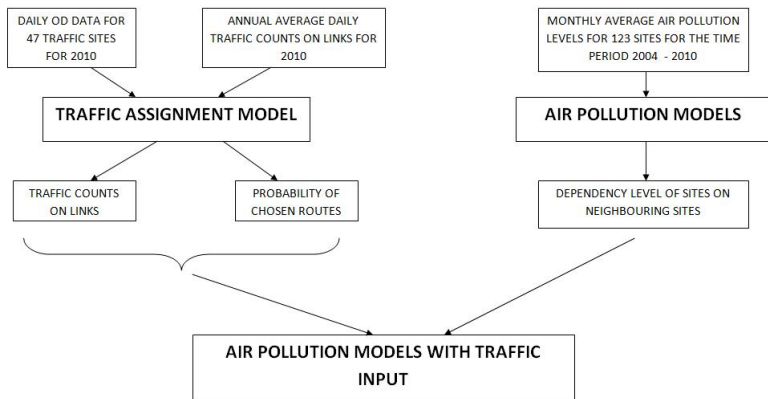 DAILY OD DATA FOR
47 TRAFFIC SITES
FOR 2010
ANNUAL AVERAGE DAILY
TRAFFIC COUNTS ON LINKS FOR
2010
MONTHLY AVERAGE AIR POLLUTION
LEVELS FOR 123 SITES FOR THE TIME
PERIOD 2004 - 2010
TRAFFIC ASSIGNMENT MODEL
AIR POLLUTION MODELS
TRAFFIC COUNTS
ON LINKS
PROBABILITY OF
CHOSEN ROUTES
DEPENDENCY LEVEL OF SITES ON
NEIGHBOURING SITES
AIR POLLUTION MODELS WITH TRAFFIC
INPUT